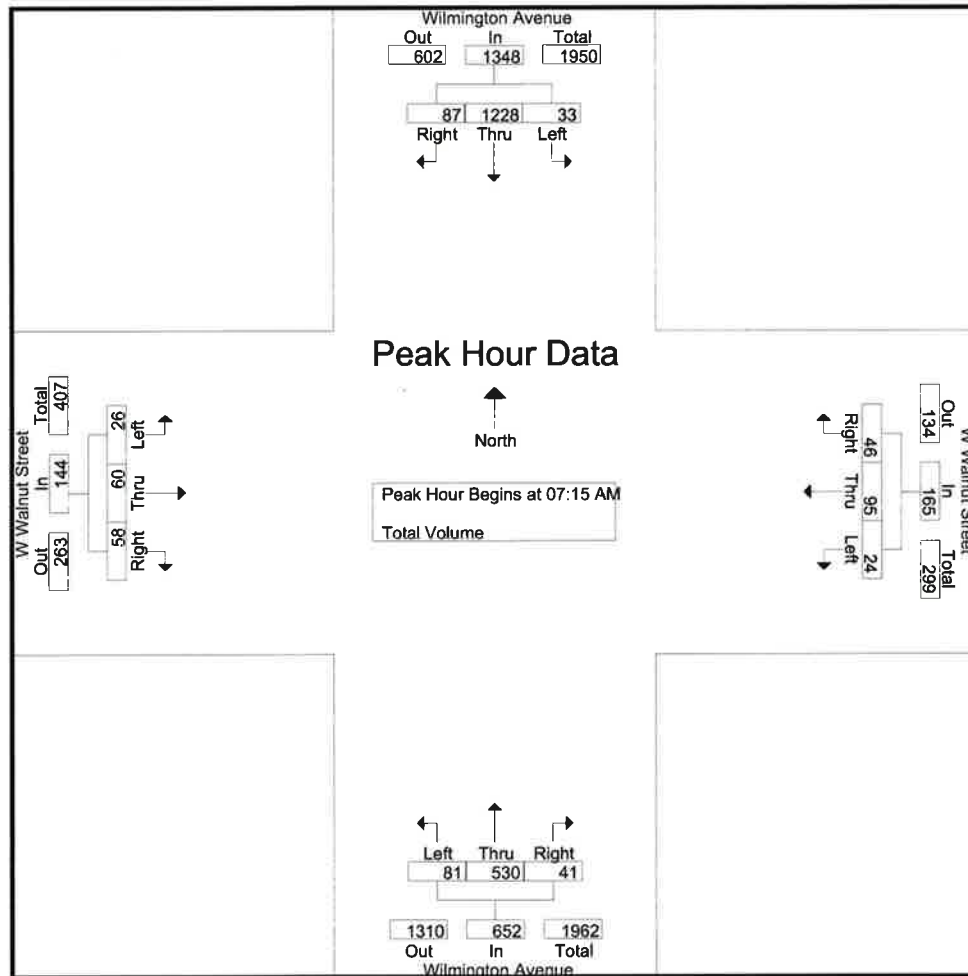 Wilmington Avenue
Out In Total
602 1348 1950
87 1228 33
Right Thru Left
Peak Hour Data
North
Peak Hour Begins at 07:15 AM
Total Volume
W Walnut Street
Total In Out
407 144 263
26 60 58
Left Thru Right
W Walnut Street
Out In Total
134 165 299
46 95 24
Right Thru Left
Left Thru Right
81 530 41
1310 652 1962
Out In Total
Wilmington Avenue